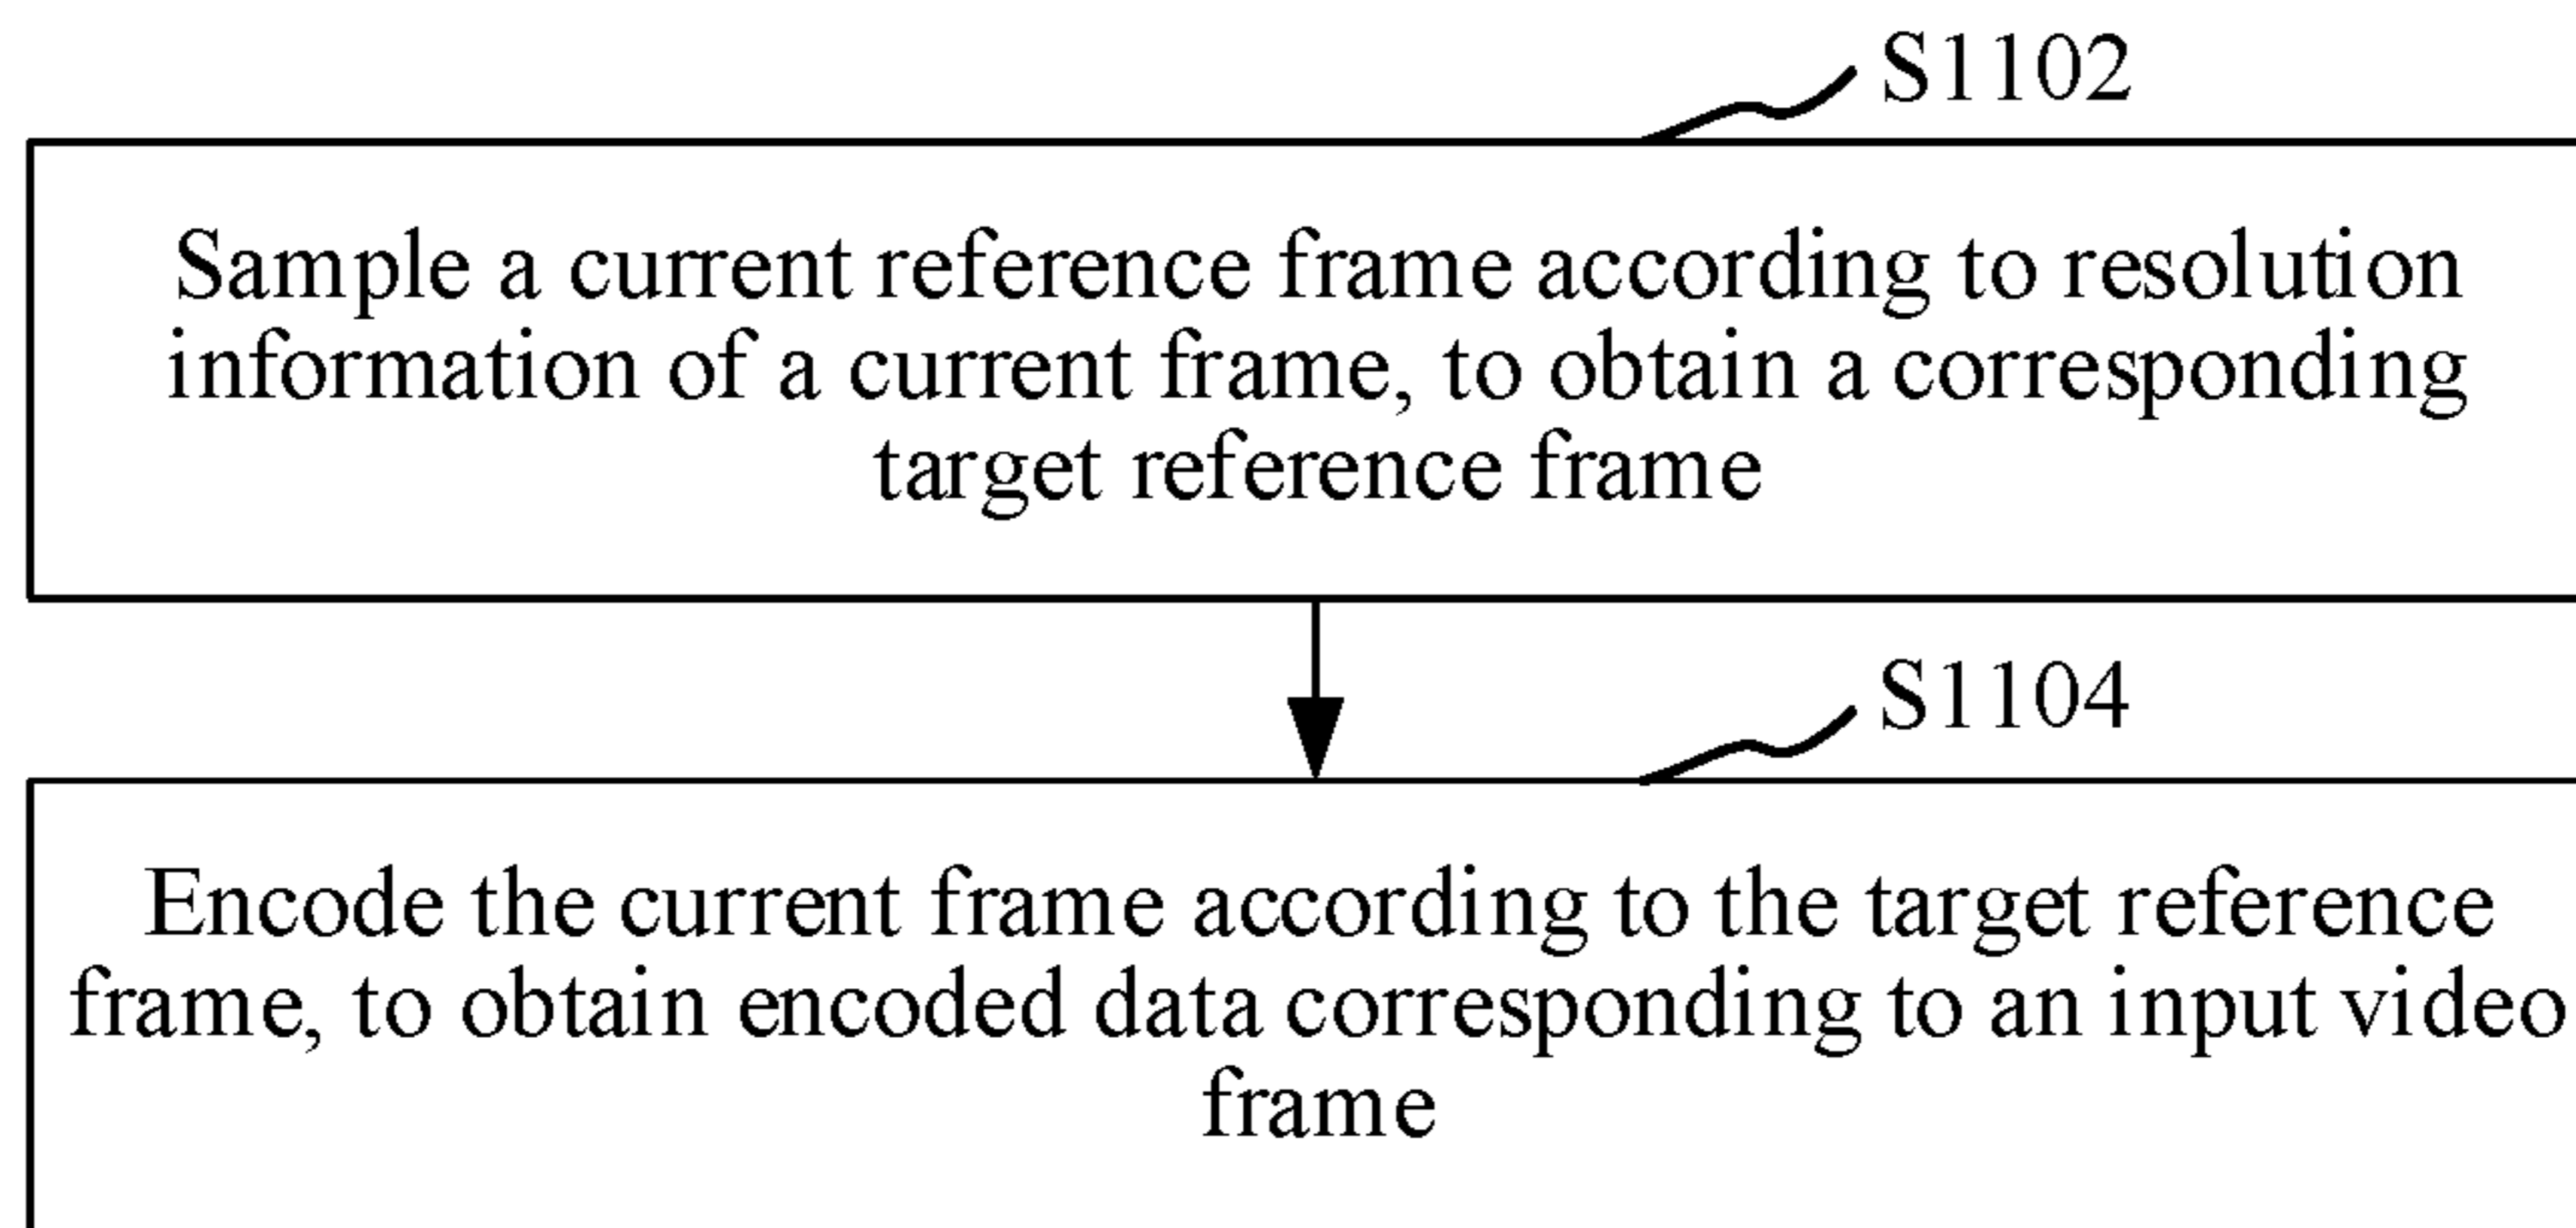 S1102
Sample a current reference frame according to resolution
information of a current frame, to obtain a corresponding
target reference frame
S1104
Encode the current frame according to the target reference
frame, to obtain encoded data corresponding to an input video
frame